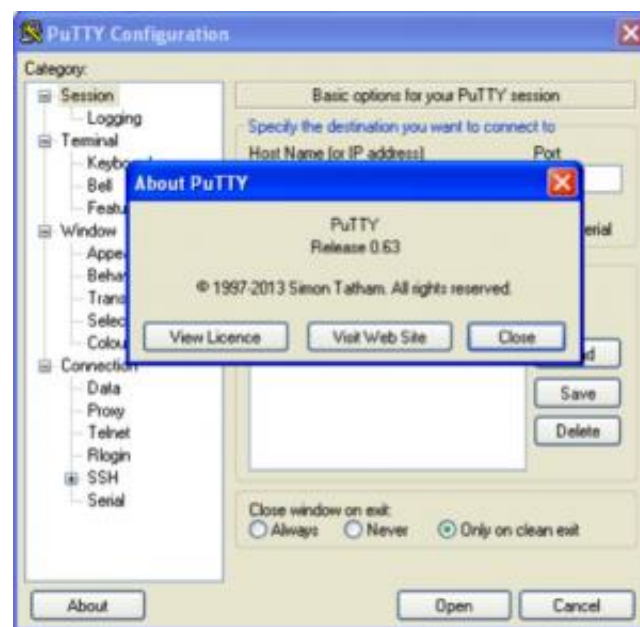 PuTTY Configuration
Category:
Session
Logging
Terminal
Bell
Window
Connection
Data
Proxy
Telnet
Rlogin
SSH
Serial
Basic options for your PuTTY session
Specify the destination you want to connect to
Host Name (or IP address)
Port
About PuTTY
PuTTY
Release 0.63
© 1997-2013 Simon Tatham. All rights reserved.
View Licence
Visit Web Site
Close
Save
Delete
Close window on exit:
Always
Never
Only on clean exit
About
Open
Cancel